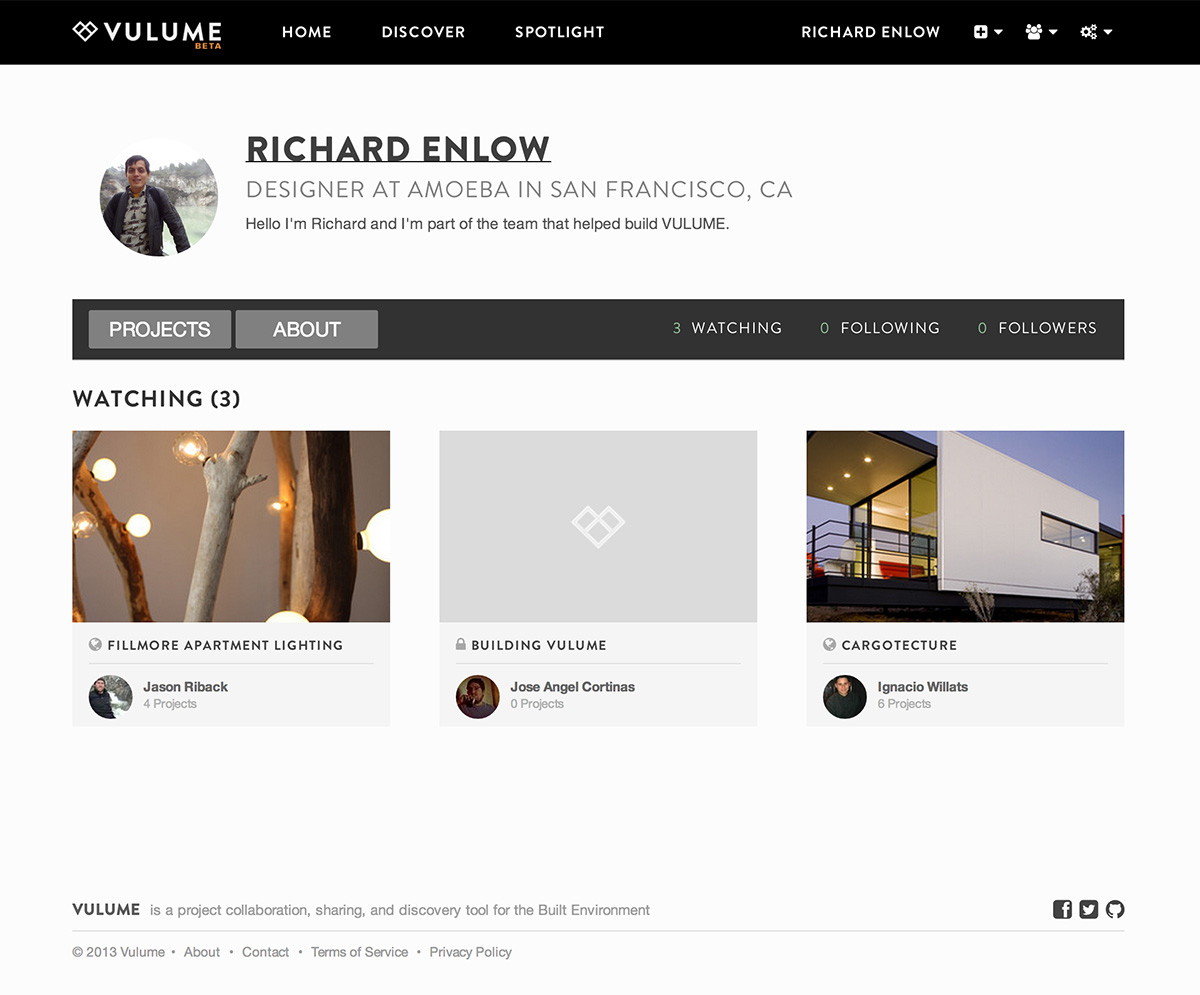 VULUME
BETA
HOME DISCOVER SPOTLIGHT RICHARD ENLOW
RICHARD ENLOW
DESIGNER AT AMOEBA IN SAN FRANCISCO, CA
Hello I'm Richard and I'm part of the team that helped build VULUME.
PROJECTS ABOUT 3 WATCHING 0 FOLLOWING 0 FOLLOWERS
WATCHING (3)
FILLMORE APARTMENT LIGHTING
Jason Riback
4 Projects
BUILDING VULUME
Jose Angel Cortinas
0 Projects
CARGOTECTURE
Ignacio Willats
6 Projects
VULUME is a project collaboration, sharing, and discovery tool for the Built Environment
© 2013 Vulume • About • Contact • Terms of Service • Privacy Policy